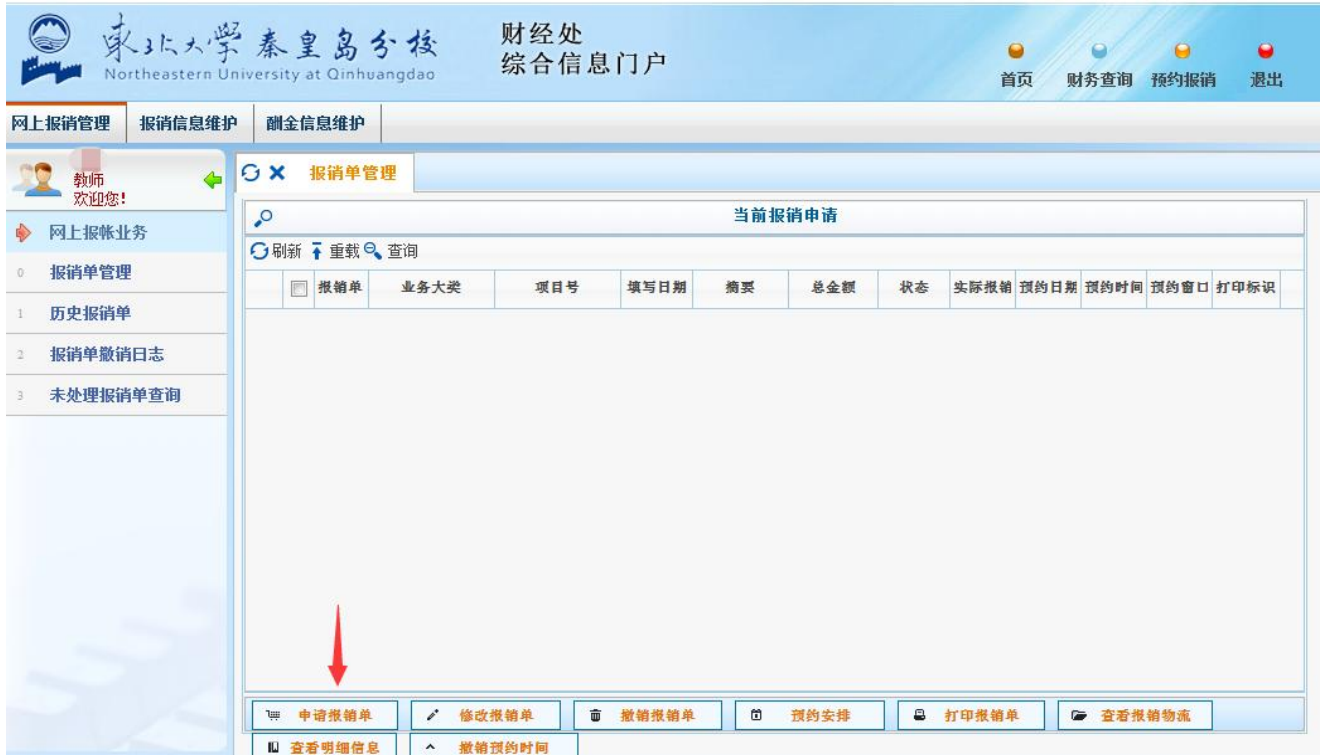 東北大学秦皇岛分校
Northeastern University at Qinhuangdao
财经处
综合信息门户
首页 财务查询 预约报销 退出
网上报销管理 报销信息维护 酬金信息维护
教师
欢迎您!
报销单管理
网上报帐业务
0 报销单管理
1 历史报销单
2 报销单撤销日志
3 未处理报销单查询
当前报销申请
刷新 重载 查询
报销单 业务大类 项目号 填写日期 摘要 总金额 状态 实际报销 预约日期 预约时间 预约窗口 打印标识
申请报销单 修改报销单 撤销报销单 预约安排 打印报销单 查看报销物流
查看明细信息 撤销预约时间